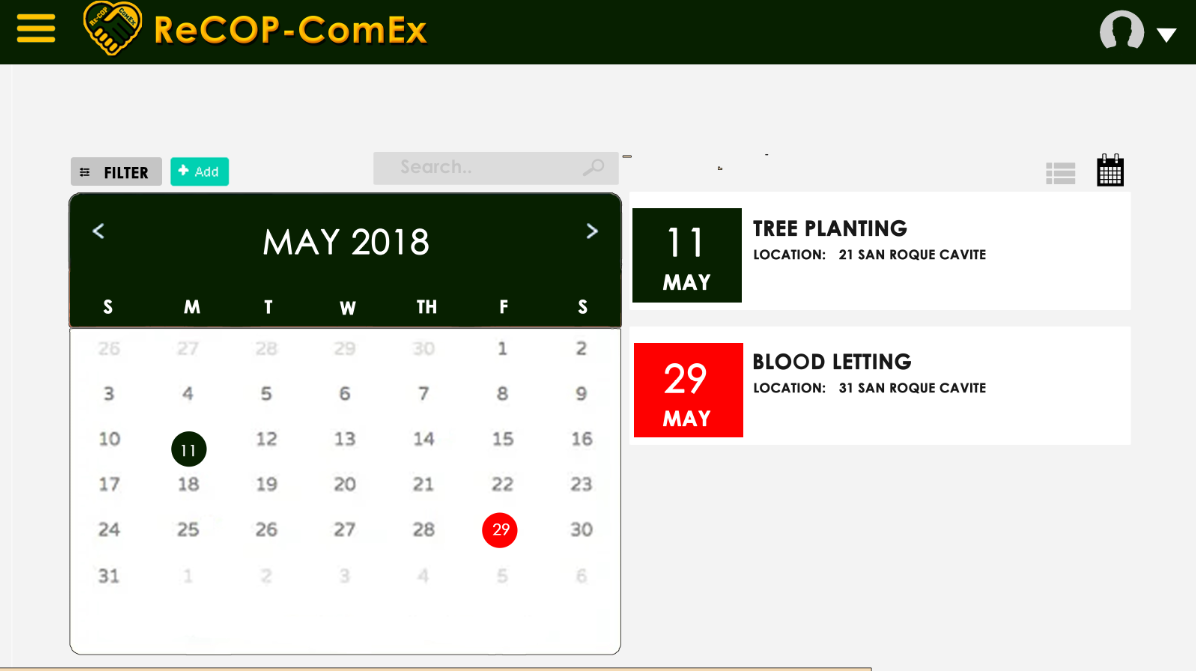 ReCOP ComEx
ReCOP-ComEx
FILTER
Add
Search..
< MAY 2018 >
S M T W TH F S
26 27 28 29 30 1 2
3 4 5 6 7 8 9
10 11 12 13 14 15 16
17 18 19 20 21 22 23
24 25 26 27 28 29 30
31 1 2 3 4 5 6
11
MAY
TREE PLANTING
LOCATION: 21 SAN ROQUE CAVITE
29
MAY
BLOOD LETTING
LOCATION: 31 SAN ROQUE CAVITE